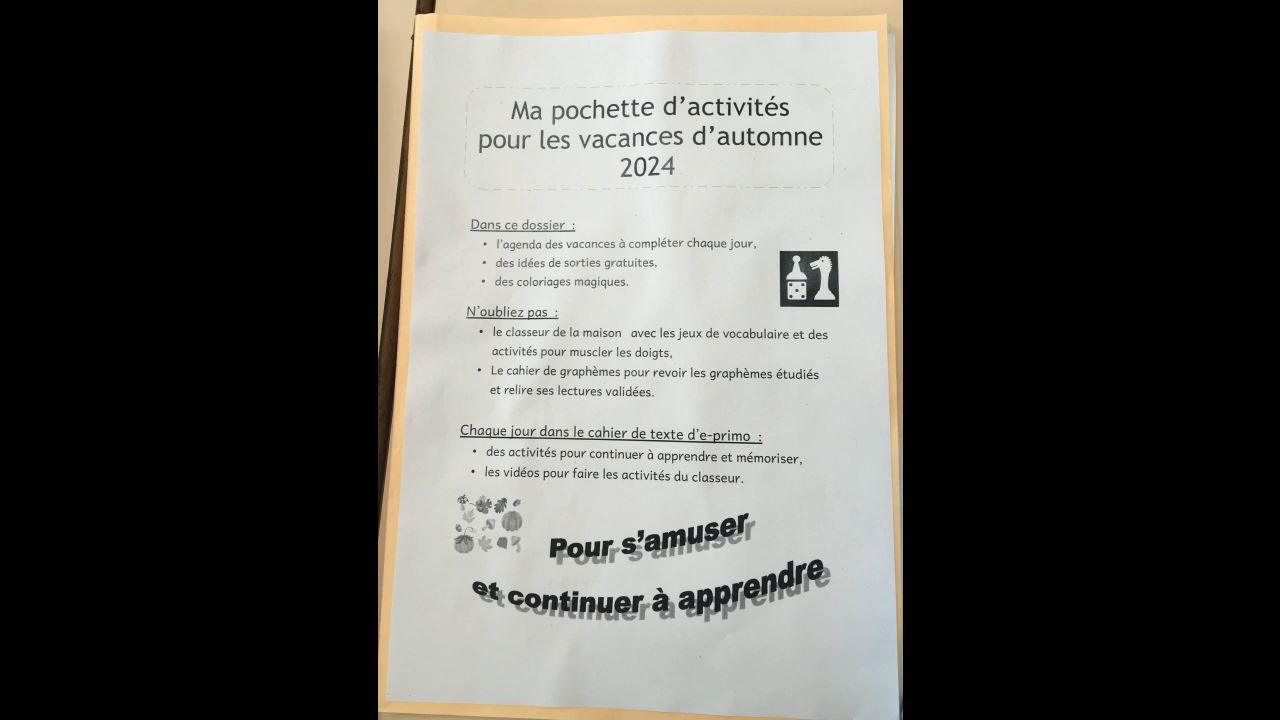 Ma pochette d'activités
pour les vacances d'automne
2024
Dans ce dossier :
• l'agenda des vacances à compléter chaque jour,
• des idées de sorties gratuites,
• des coloriages magiques.
N'oubliez pas :
• le classeur de la maison avec les jeux de vocabulaire et des
activités pour muscler les doigts,
• Le cahier de graphèmes pour revoir les graphèmes étudiés
et relire ses lectures validées.
Chaque jour dans le cahier de texte d'e-primo :
• des activités pour continuer à apprendre et mémoriser,
• les vidéos pour faire les activités du classeur.
Pour s'amuser
et continuer à apprendre